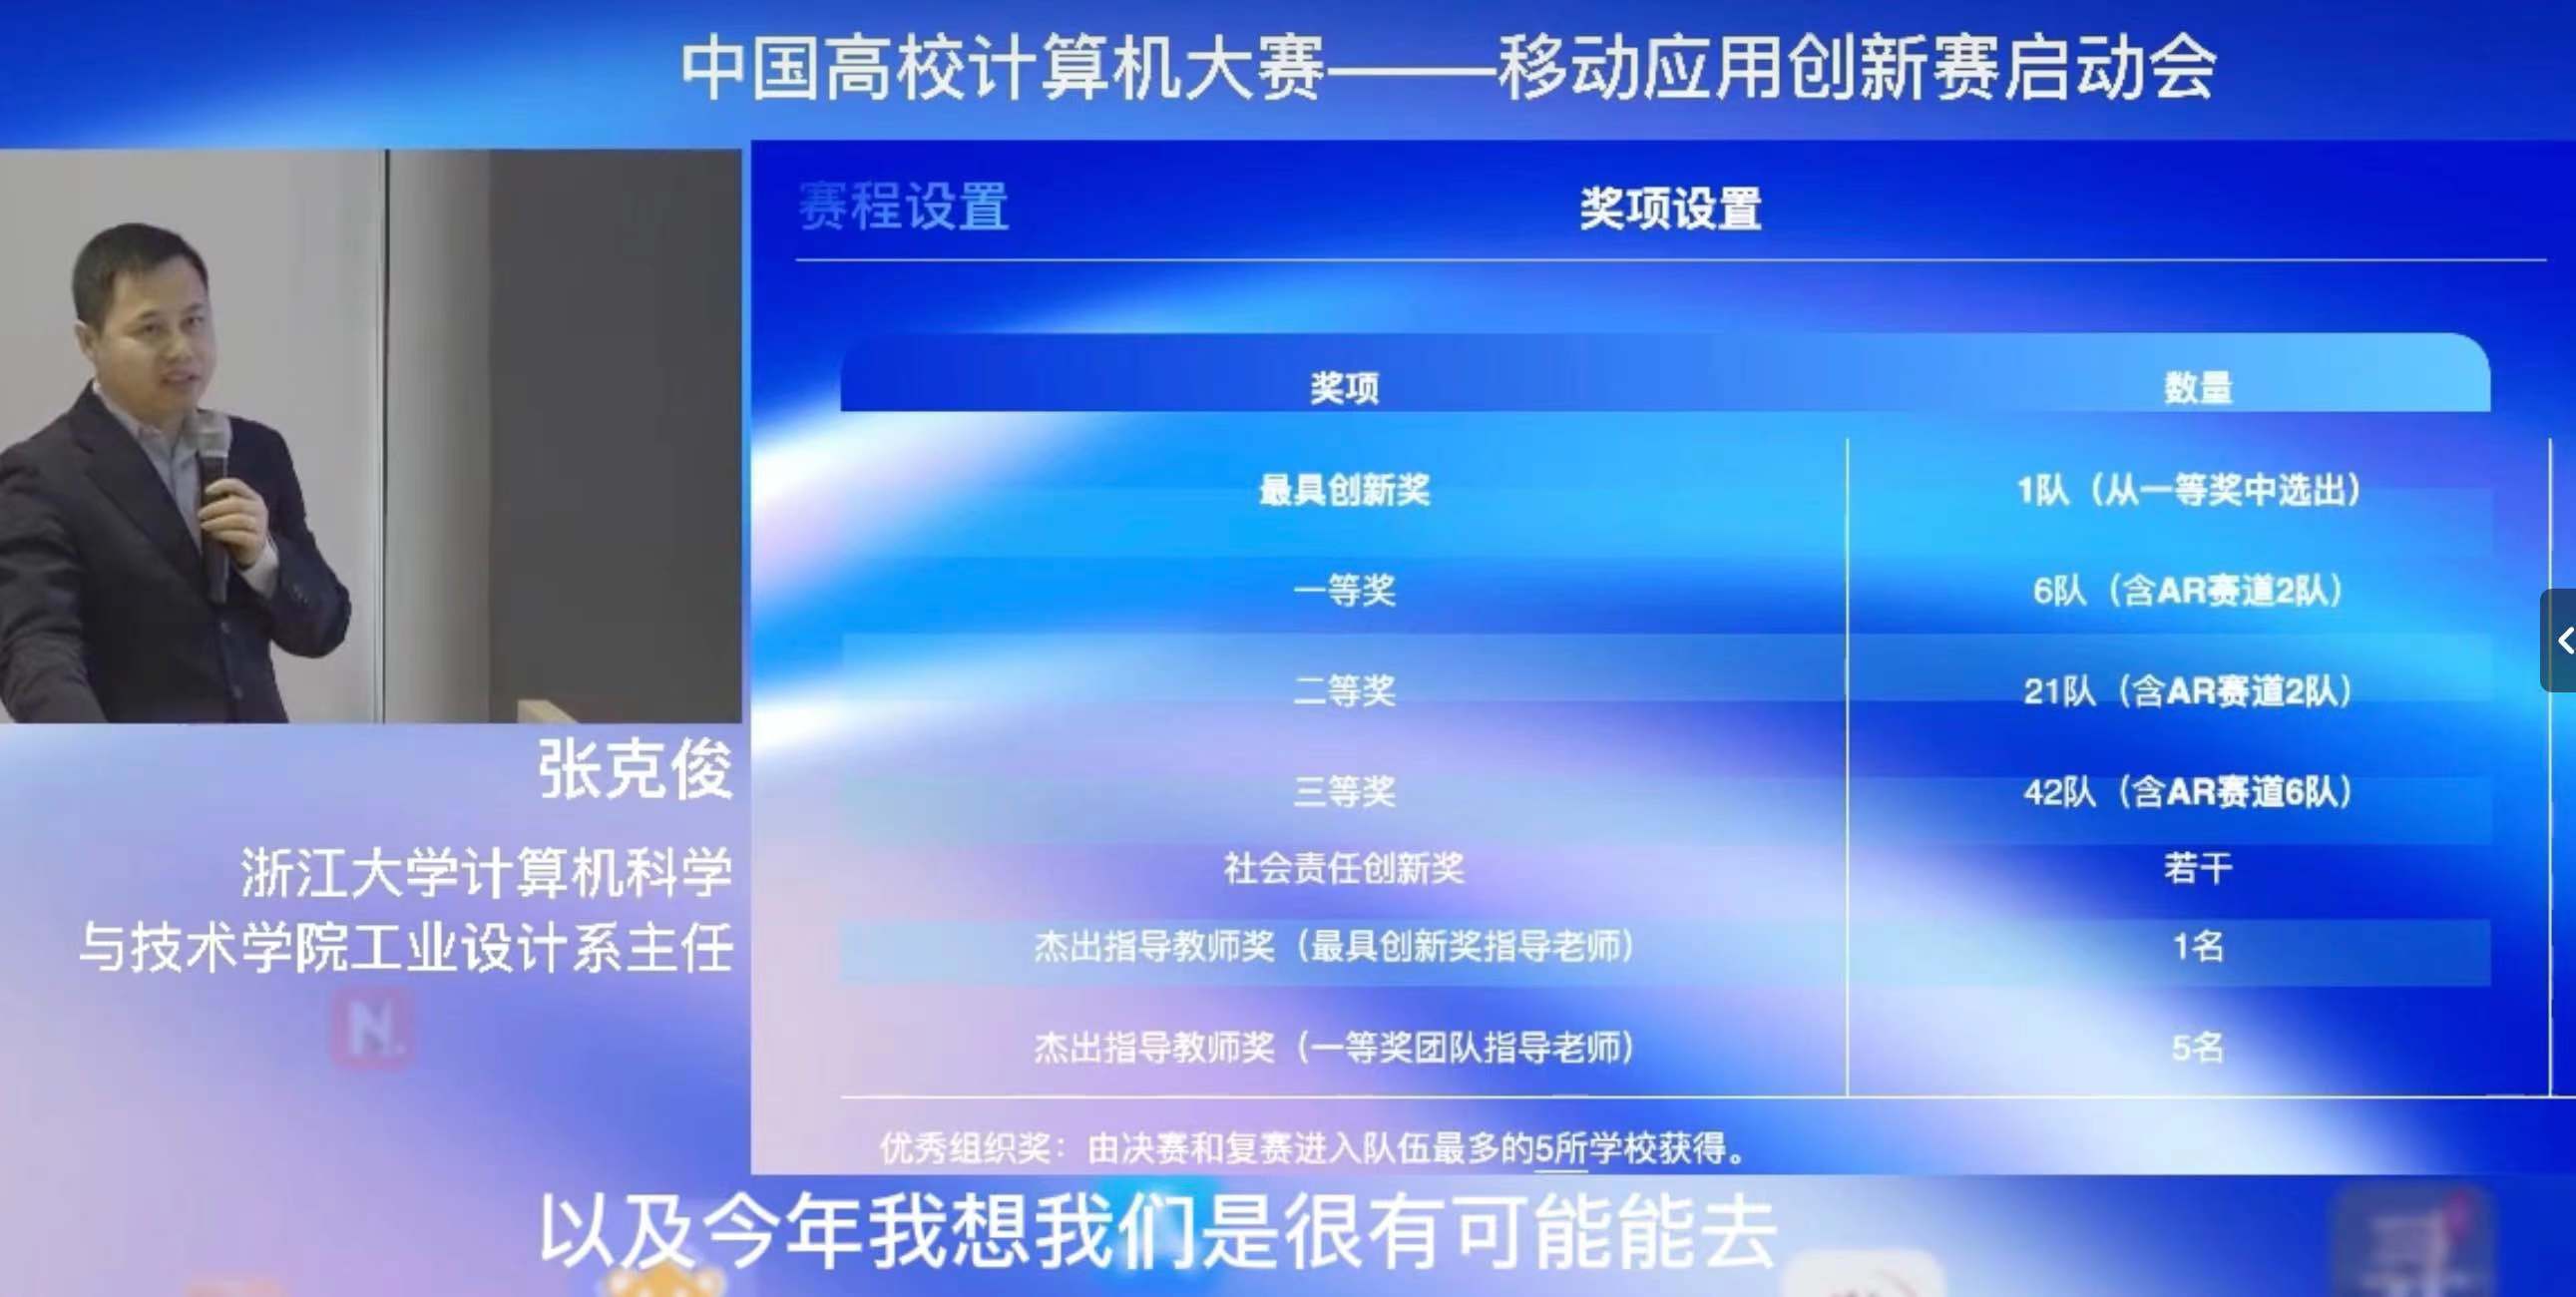 中国高校计算机大赛——移动应用创新赛启动会
赛程设置
奖项设置
奖项 数量
最具创新奖 1队（从一等奖中选出）
一等奖 6队（含AR赛道2队）
二等奖 21队（含AR赛道2队）
三等奖 42队（含AR赛道6队）
社会责任创新奖 若干
杰出指导教师奖（最具创新奖指导老师） 1名
杰出指导教师奖（一等奖团队指导老师） 5名
优秀组织奖：由决赛和复赛进入队伍最多的5所学校获得。
张克俊
浙江大学计算机科学
与技术学院工业设计系主任
N.
以及今年我想我们是很有可能能去